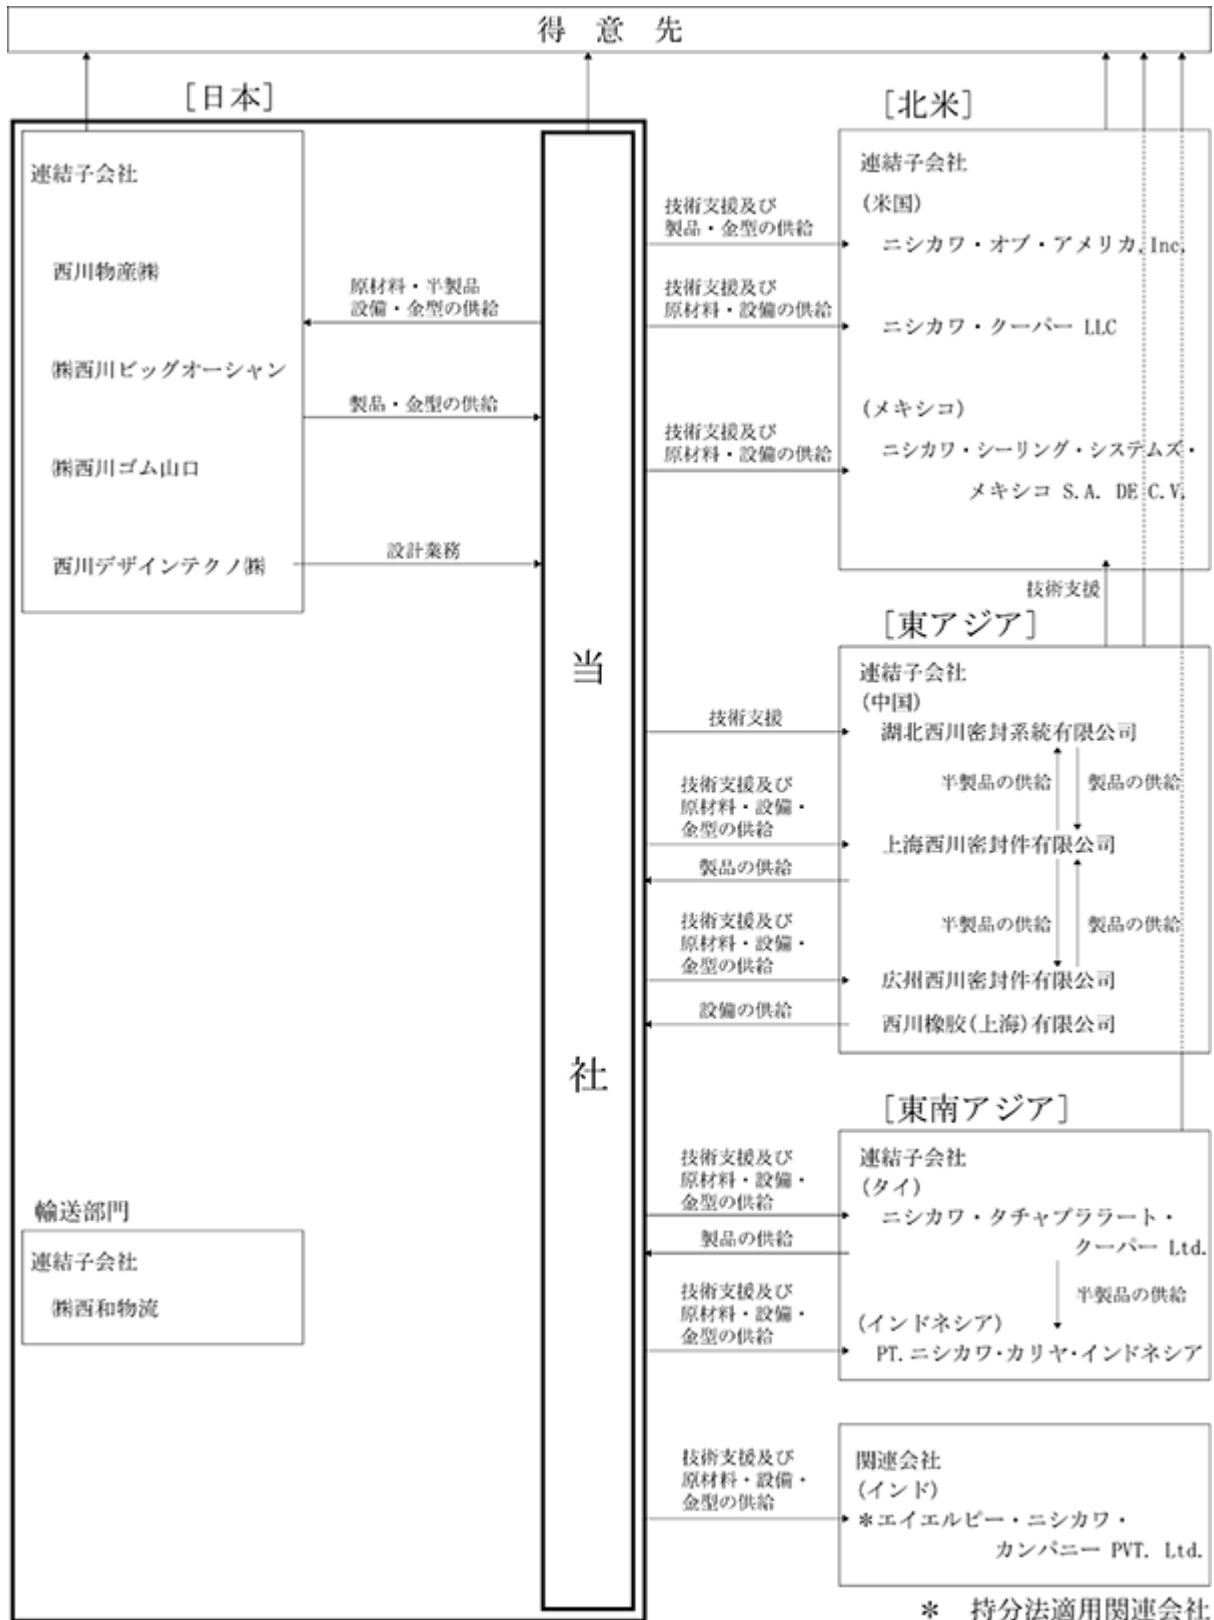 得意先
[日本]
連結子会社
西川物産㈱
㈱西川ビッグオーシャン
㈱西川ゴム山口
西川デザインテクノ㈱
原材料・半製品
設備・金型の供給
製品・金型の供給
設計業務
輸送部門
連結子会社
㈱西和物流
当
社
[北米]
技術支援及び
製品・金型の供給
技術支援及び
原材料・設備の供給
技術支援及び
原材料・設備の供給
連結子会社
(米国)
ニシカワ・オブ・アメリカ,Inc.
ニシカワ・クーパー LLC
(メキシコ)
ニシカワ・シーリング・システムズ・
メキシコ S.A. DE C.V.
技術支援
[東アジア]
技術支援
技術支援及び
原材料・設備・
金型の供給
製品の供給
技術支援及び
原材料・設備・
金型の供給
設備の供給
連結子会社
(中国)
湖北西川密封系統有限公司
半製品の供給 製品の供給
上海西川密封件有限公司
半製品の供給 製品の供給
広州西川密封件有限公司
西川橡胶(上海)有限公司
[東南アジア]
技術支援及び
原材料・設備・
金型の供給
製品の供給
技術支援及び
原材料・設備・
金型の供給
連結子会社
(タイ)
ニシカワ・タチャプララート・
クーパー Ltd.
半製品の供給
(インドネシア)
PT.ニシカワ・カリヤ・インドネシア
技術支援及び
原材料・設備・
金型の供給
関連会社
(インド)
*エイエルピー・ニシカワ・
カンパニー PVT. Ltd.
* 持分法適用関連会社